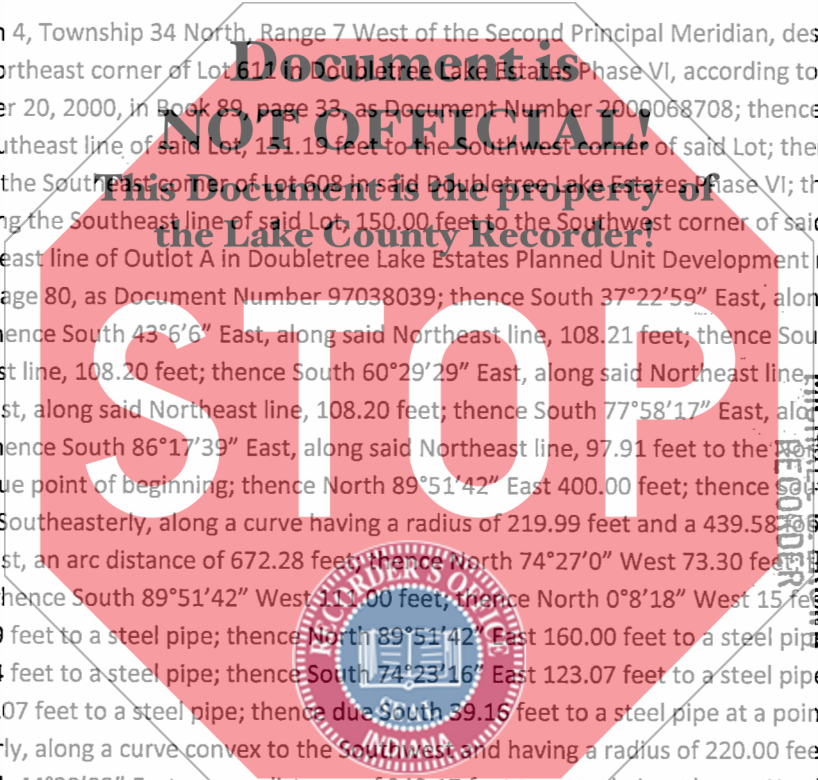 4, Township 34 North, Range 7 West of the Second Principal Meridian, des
ortheast corner of Lot 611 in Doubletree Lake Estates Phase VI, according to
er 20, 2000, in Book 89, page 33, as Document Number 2000068708; thence
utheast line of said Lot, 151.19 feet to the Southwest corner of said Lot; the
the Southeast corner of Lot 608 in said Doubletree Lake Estates Phase VI; th
ng the Southeast line of said Lot, 150.00 feet to the Southwest corner of said
east line of Outlot A in Doubletree Lake Estates Planned Unit Development
age 80, as Document Number 97038039; thence South 37°22’59” East, alon
ence South 43°6’6” East, along said Northeast line, 108.21 feet; thence Sou
st line, 108.20 feet; thence South 60°29’29” East, along said Northeast line,
st, along said Northeast line, 108.20 feet; thence South 77°58’17” East, alo
ence South 86°17’39” East, along said Northeast line, 97.91 feet to the Nor
ue point of beginning; thence North 89°51’42” East 400.00 feet; thence Sou
Southeasterly, along a curve having a radius of 219.99 feet and a 439.58
st, an arc distance of 672.28 feet; thence North 74°27’0” West 73.30 feet
hence South 89°51’42” West 111.00 feet; thence North 0°8’18” West 15 fe
feet to a steel pipe; thence North 89°51’42” East 160.00 feet to a steel pip
feet to a steel pipe; thence South 74°23’16” East 123.07 feet to a steel pipe
.07 feet to a steel pipe; thence due South 39.16 feet to a steel pipe at a poin
ly, along a curve convex to the Southwest and having a radius of 220.00 fee
Document is
NOT OFFICIAL!
This Document is the property of
the Lake County Recorder!
STOP
RECORDER'S OFFICE
SEAL
INDIANA
RECORDER